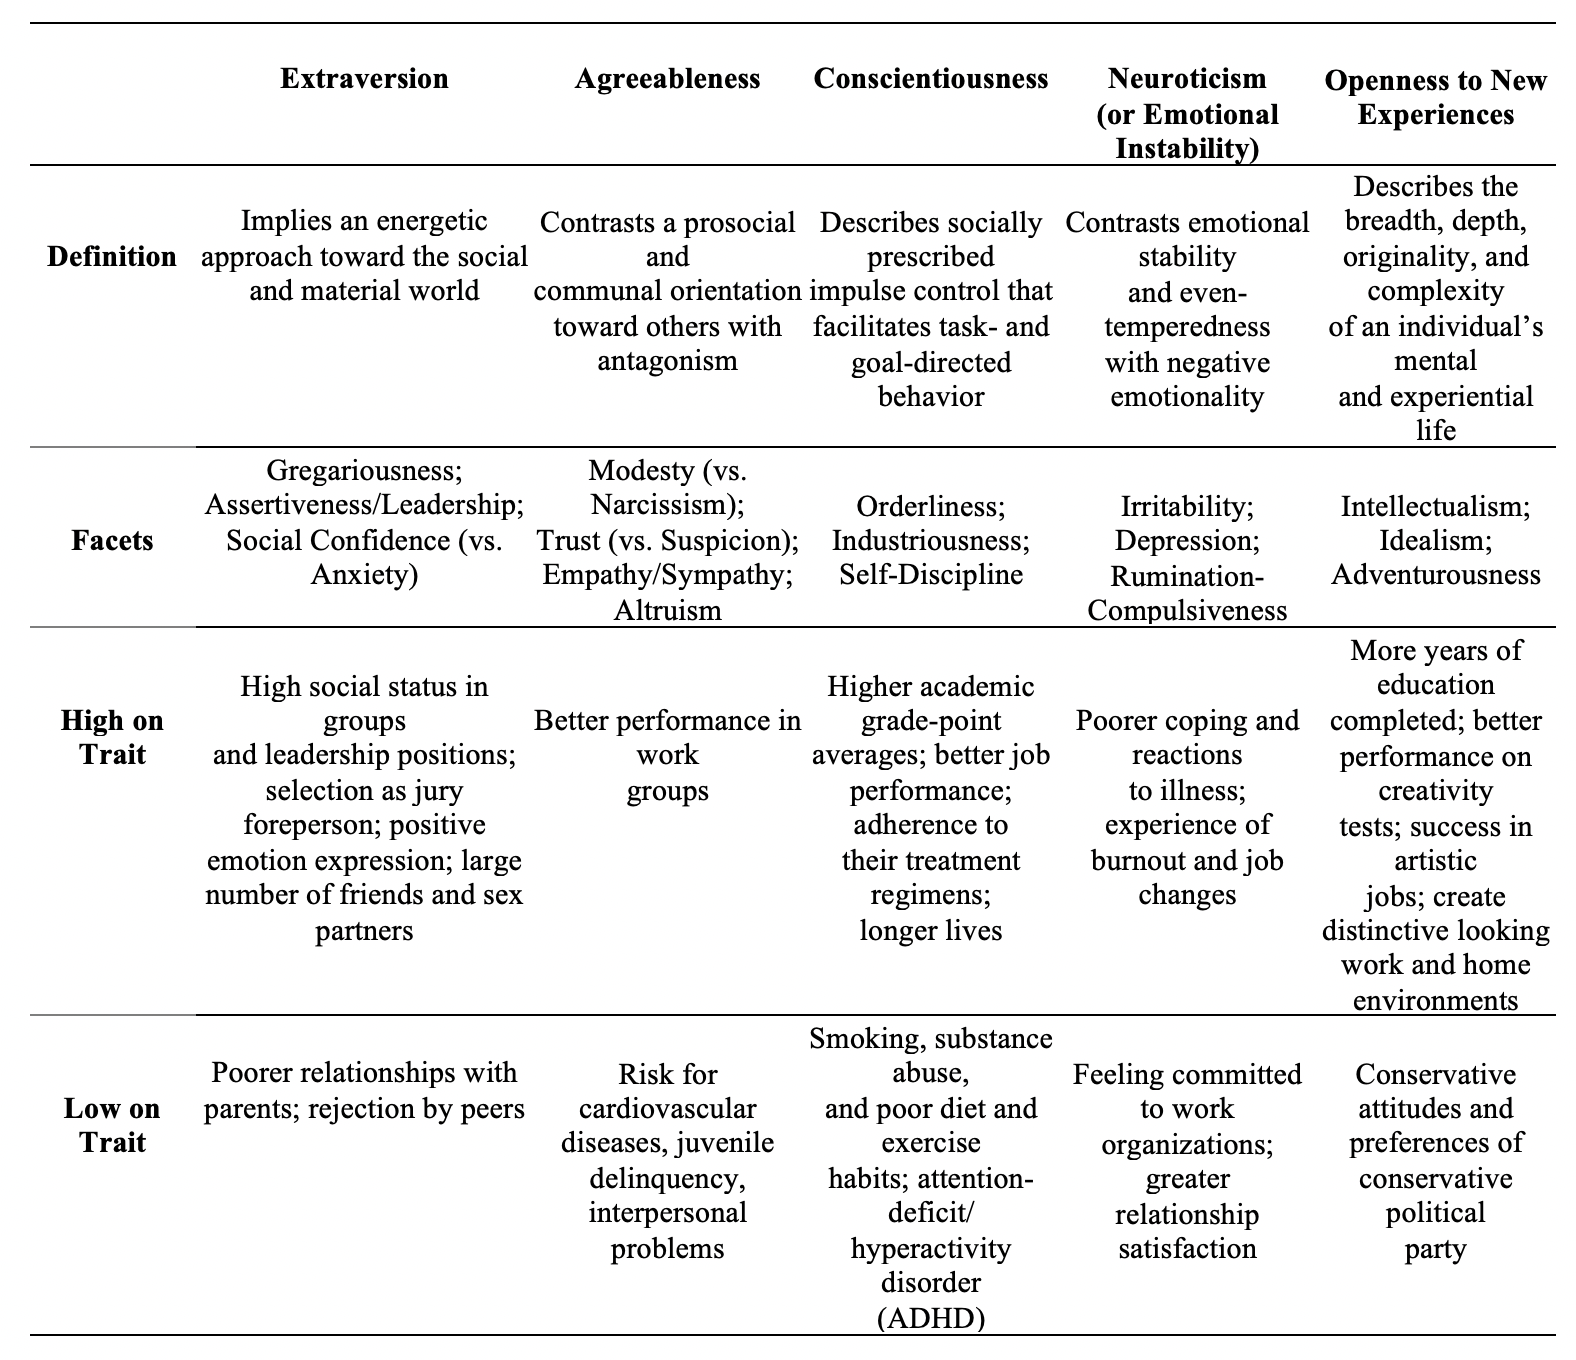 Extraversion
Agreeableness
Conscientiousness
Neuroticism
(or Emotional
Instability)
Openness to New
Experiences
Definition
Implies an energetic
approach toward the social
and material world
Contrasts a prosocial
and
communal orientation
toward others with
antagonism
Describes socially
prescribed
impulse control that
facilitates task- and
goal-directed
behavior
Contrasts emotional
stability
and even-
temperedness
with negative
emotionality
Describes the
breadth, depth,
originality, and
complexity
of an individual’s
mental
and experiential
life
Facets
Gregariousness;
Assertiveness/Leadership;
Social Confidence (vs.
Anxiety)
Modesty (vs.
Narcissism);
Trust (vs. Suspicion);
Empathy/Sympathy;
Altruism
Orderliness;
Industriousness;
Self-Discipline
Irritability;
Depression;
Rumination-
Compulsiveness
Intellectualism;
Idealism;
Adventurousness
High on
Trait
High social status in
groups
and leadership positions;
selection as jury
foreperson; positive
emotion expression; large
number of friends and sex
partners
Better performance in
work
groups
Higher academic
grade-point
averages; better job
performance;
adherence to
their treatment
regimens;
longer lives
Poorer coping and
reactions
to illness;
experience of
burnout and job
changes
More years of
education
completed; better
performance on
creativity
tests; success in
artistic
jobs; create
distinctive looking
work and home
environments
Low on
Trait
Poorer relationships with
parents; rejection by peers
Risk for
cardiovascular
diseases, juvenile
delinquency,
interpersonal
problems
Smoking, substance
abuse,
and poor diet and
exercise
habits; attention-
deficit/
hyperactivity
disorder
(ADHD)
Feeling committed
to work
organizations;
greater
relationship
satisfaction
Conservative
attitudes and
preferences of
conservative
political
party